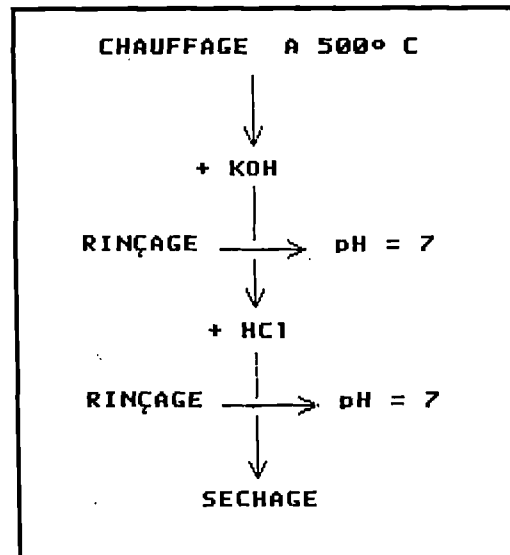 CHAUFFAGE A 500° C
+ KOH
RINÇAGE pH = 7
+ HCl
RINÇAGE pH = 7
SECHAGE